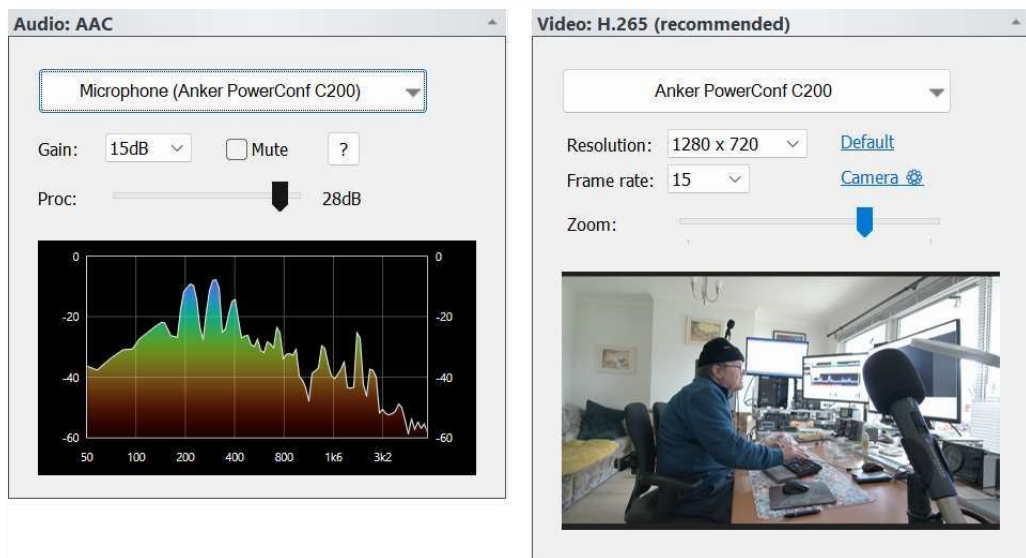 Audio: AAC
Microphone (Anker PowerConf C200)
Gain: 15dB Mute ?
Proc: 28dB
0 0
-20 -20
-40 -40
-60 -60
50 100 200 400 800 1k6 3k2
Video: H.265 (recommended)
Anker PowerConf C200
Resolution: 1280 x 720 Default
Frame rate: 15 Camera
Zoom: